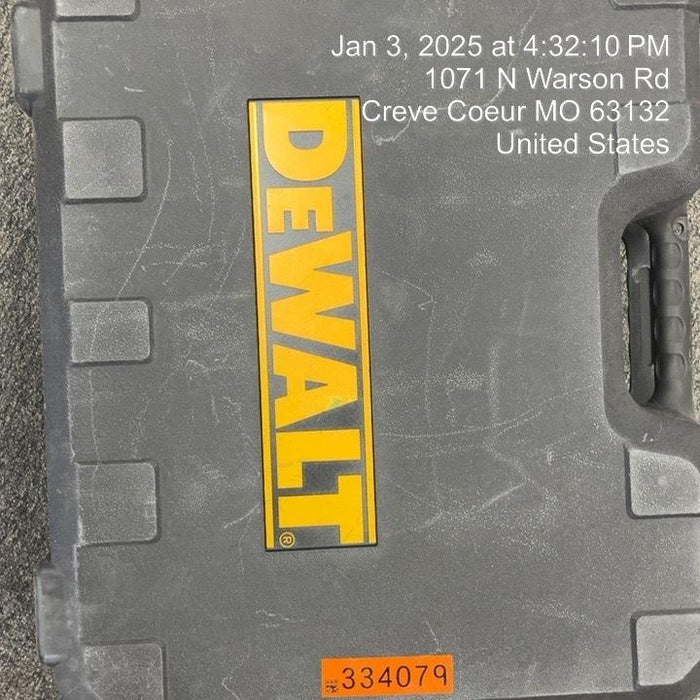 Jan 3, 2025 at 4:32:10 PM
1071 N Warson Rd
Creve Coeur MO 63132
United States
DEWALT®
334079